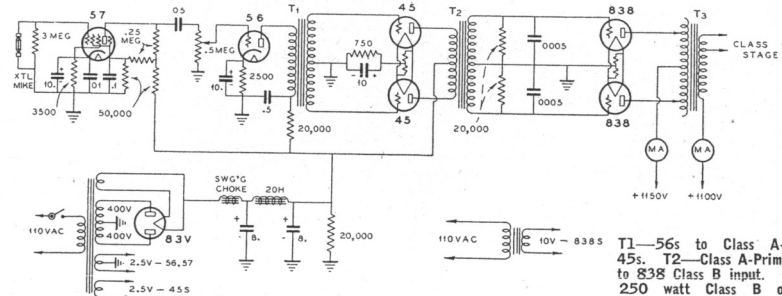 57
3 MEG
XTL
MIKE
10.
3500
.01
.1
50,000
.25
MEG
.05
.5MEG
56
10.
2500
.5
T1
20,000
45
750
10
45
T2
20,000
.0005
.0005
838
838
T3
CLASS
STAGE
MA
MA
+1150V
+1100V
110VAC
400V
400V
83V
2.5V-56,57
2.5V-45S
SWG'G
CHOKE
20H
8.
8.
20,000
110VAC
10V-838S
T1—56s to Class A-
45s. T2—Class A-Prim
to 838 Class B input.
250 watt Class B o